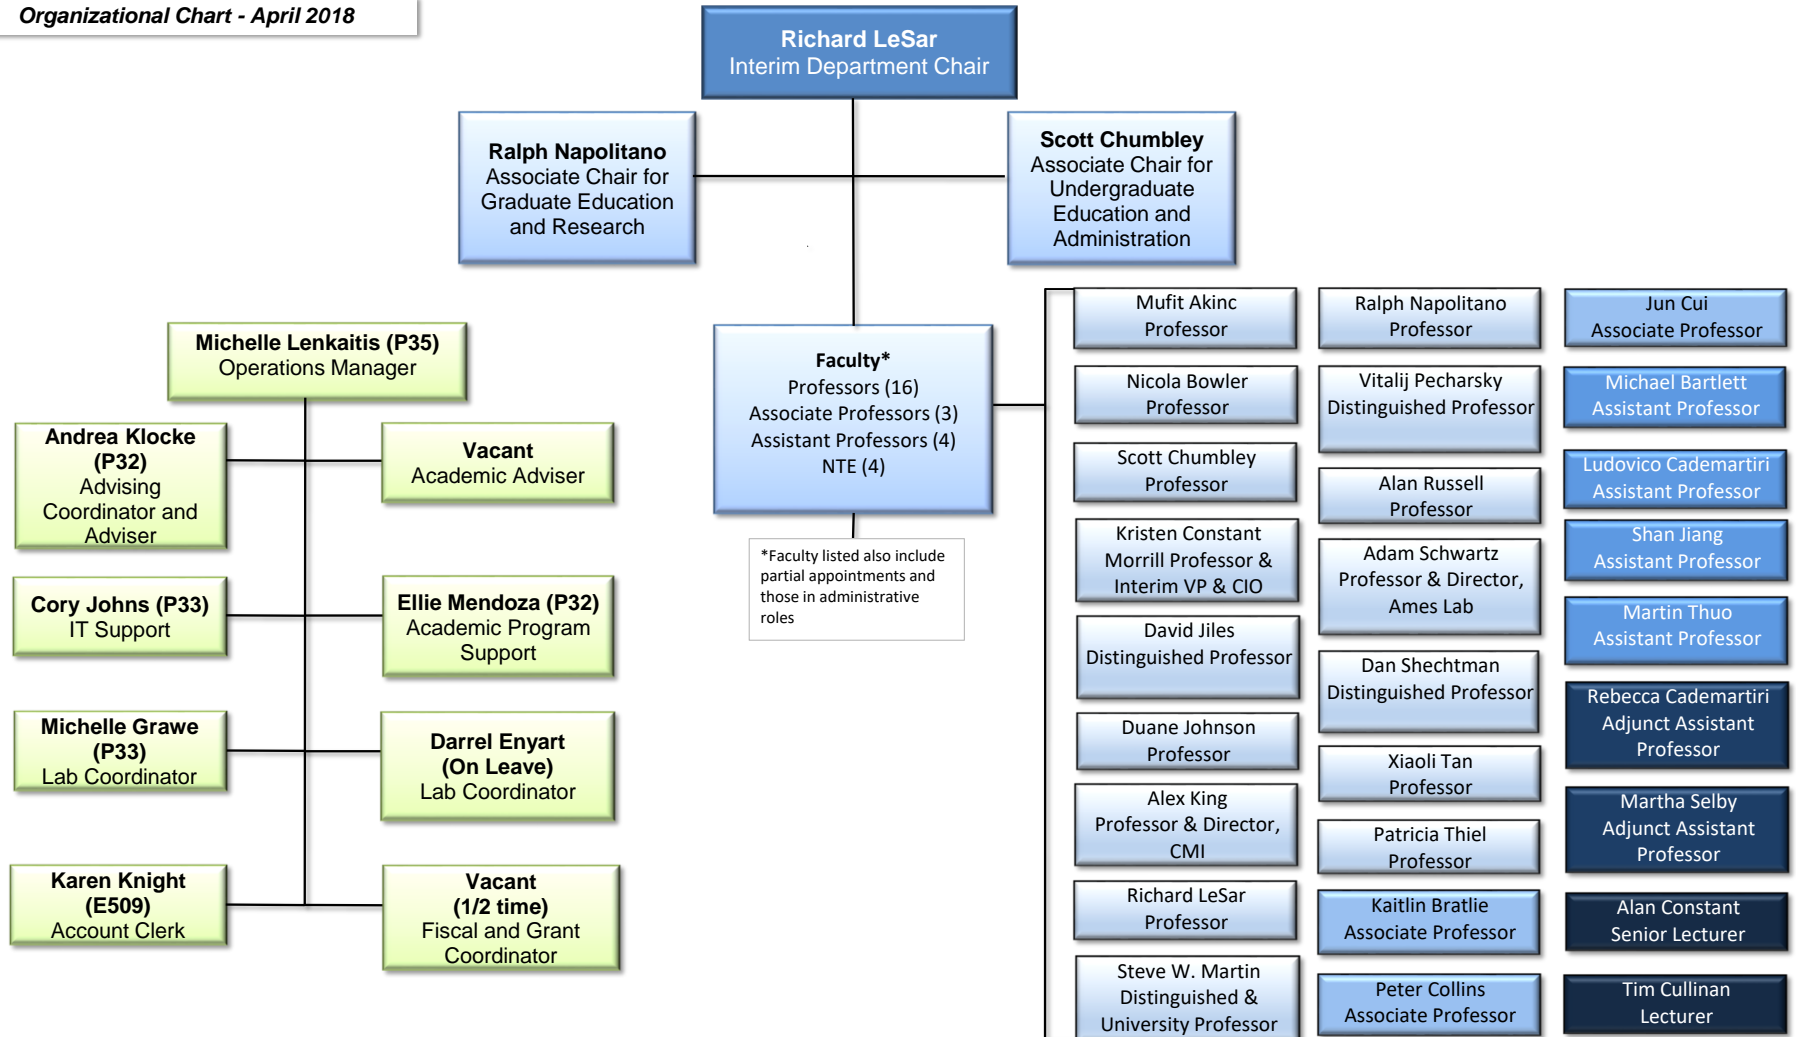 Organizational Chart - April 2018
Richard LeSar
Interim Department Chair
Ralph Napolitano
Associate Chair for
Graduate Education
and Research
Scott Chumbley
Associate Chair for
Undergraduate
Education and
Administration
Michelle Lenkaitis (P35)
Operations Manager
Andrea Klocke
(P32)
Advising
Coordinator and
Adviser
Vacant
Academic Adviser
Cory Johns (P33)
IT Support
Ellie Mendoza (P32)
Academic Program
Support
Michelle Grawe
(P33)
Lab Coordinator
Darrel Enyart
(On Leave)
Lab Coordinator
Karen Knight
(E509)
Account Clerk
Vacant
(1/2 time)
Fiscal and Grant
Coordinator
Faculty*
Professors (16)
Associate Professors (3)
Assistant Professors (4)
NTE (4)
*Faculty listed also include
partial appointments and
those in administrative
roles
Mufit Akinc
Professor
Nicola Bowler
Professor
Scott Chumbley
Professor
Kristen Constant
Morrill Professor &
Interim VP & CIO
David Jiles
Distinguished Professor
Duane Johnson
Professor
Alex King
Professor & Director,
CMI
Richard LeSar
Professor
Steve W. Martin
Distinguished &
University Professor
Ralph Napolitano
Professor
Vitalij Pecharsky
Distinguished Professor
Alan Russell
Professor
Adam Schwartz
Professor & Director,
Ames Lab
Dan Shechtman
Distinguished Professor
Xiaoli Tan
Professor
Patricia Thiel
Professor
Kaitlin Bratlie
Associate Professor
Peter Collins
Associate Professor
Jun Cui
Associate Professor
Michael Bartlett
Assistant Professor
Ludovico Cademartiri
Assistant Professor
Shan Jiang
Assistant Professor
Martin Thuo
Assistant Professor
Rebecca Cademartiri
Adjunct Assistant
Professor
Martha Selby
Adjunct Assistant
Professor
Alan Constant
Senior Lecturer
Tim Cullinan
Lecturer